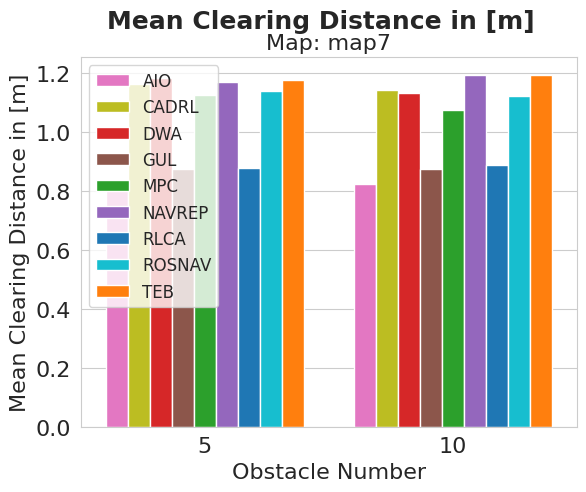 Mean Clearing Distance in [m]
Map: map7
Mean Clearing Distance in [m]
1.2
1.0
0.8
0.6
0.4
0.2
0.0
AIO
CADRL
DWA
GUL
MPC
NAVREP
RLCA
ROSNAV
TEB
5
10
Obstacle Number